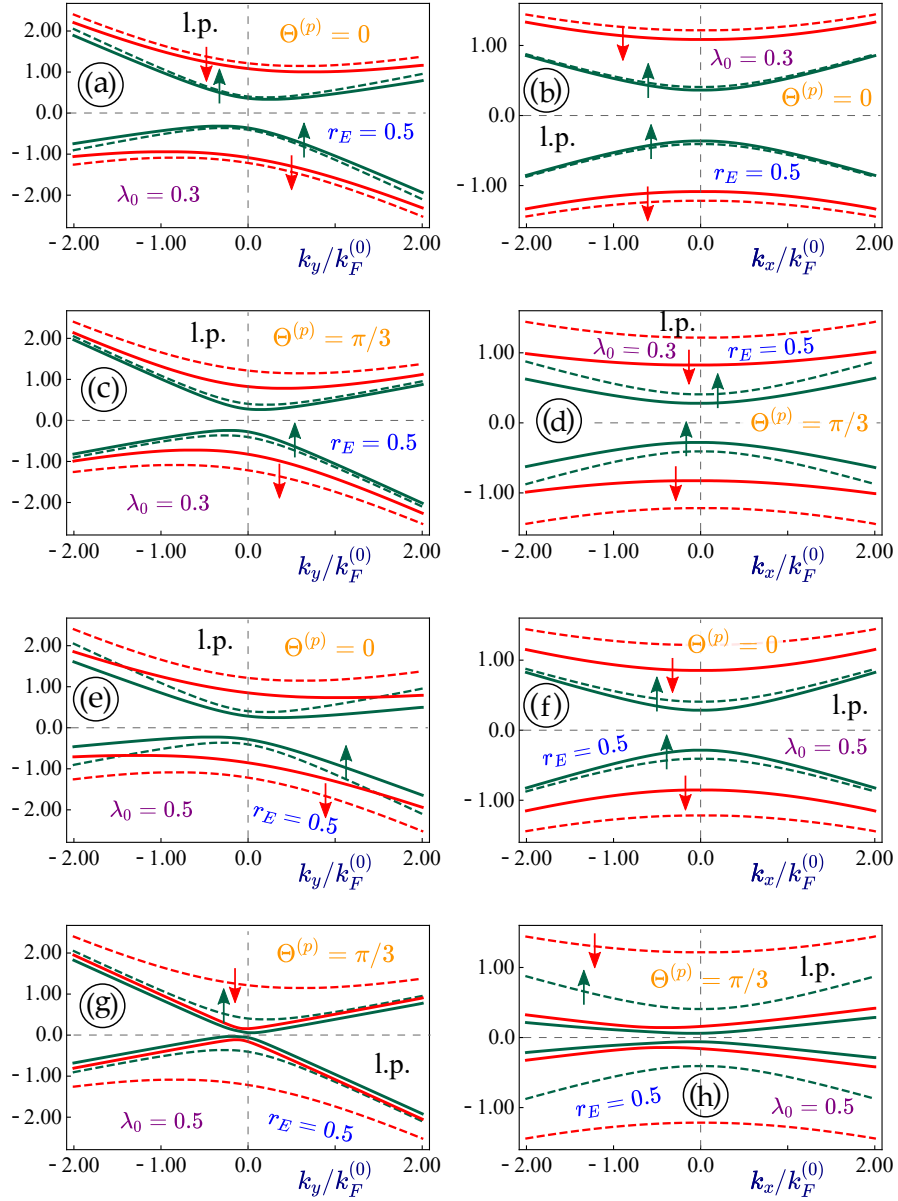 l.p.
Θ^(p) = 0
(a)
r_E = 0.5
λ_0 = 0.3
2.00
1.00
0.0
- 1.00
- 2.00
- 2.00 - 1.00 0.0 1.00 2.00
k_y/k_F^(0)
λ_0 = 0.3
(b)
Θ^(p) = 0
l.p.
r_E = 0.5
1.00
0.0
- 1.00
- 2.00 - 1.00 0.0 1.00 2.00
k_x/k_F^(0)
l.p.
Θ^(p) = π/3
(c)
r_E = 0.5
λ_0 = 0.3
2.00
1.00
0.0
- 1.00
- 2.00
- 2.00 - 1.00 0.0 1.00 2.00
k_y/k_F^(0)
l.p.
λ_0 = 0.3 r_E = 0.5
(d)
Θ^(p) = π/3
1.00
0.0
- 1.00
- 2.00 - 1.00 0.0 1.00 2.00
k_x/k_F^(0)
l.p.
Θ^(p) = 0
(e)
λ_0 = 0.5
r_E = 0.5
2.00
1.00
0.0
- 1.00
- 2.00
- 2.00 - 1.00 0.0 1.00 2.00
k_y/k_F^(0)
Θ^(p) = 0
(f)
l.p.
r_E = 0.5
λ_0 = 0.5
1.00
0.0
- 1.00
- 2.00 - 1.00 0.0 1.00 2.00
k_x/k_F^(0)
Θ^(p) = π/3
(g)
l.p.
λ_0 = 0.5
r_E = 0.5
2.00
1.00
0.0
- 1.00
- 2.00
- 2.00 - 1.00 0.0 1.00 2.00
k_y/k_F^(0)
l.p.
Θ^(p) = π/3
r_E = 0.5
(h)
λ_0 = 0.5
1.00
0.0
- 1.00
- 2.00 - 1.00 0.0 1.00 2.00
k_x/k_F^(0)